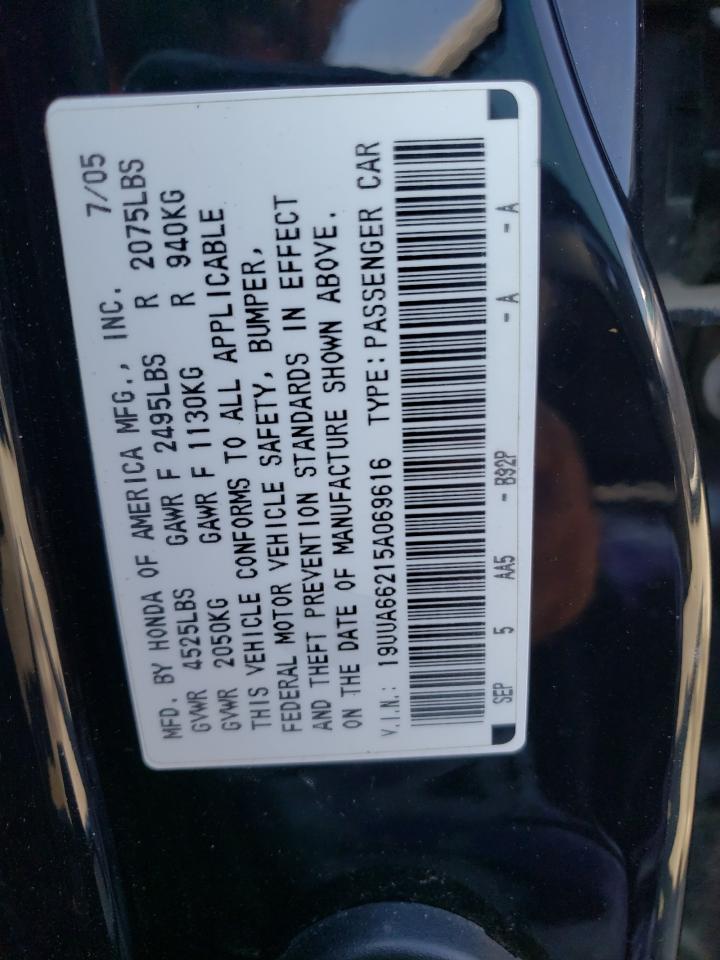 MFD. BY HONDA OF AMERICA MFG., INC. 7/05
GVWR 4525LBS GAWR F 2495LBS R 2075LBS
GVWR 2050KG GAWR F 1130KG R 940KG
THIS VEHICLE CONFORMS TO ALL APPLICABLE
FEDERAL MOTOR VEHICLE SAFETY, BUMPER,
AND THEFT PREVENTION STANDARDS IN EFFECT
ON THE DATE OF MANUFACTURE SHOWN ABOVE.
V.I.N.: 19UUA66215A069616 TYPE: PASSENGER CAR
SEP 5 AA5 - B92P - A - A